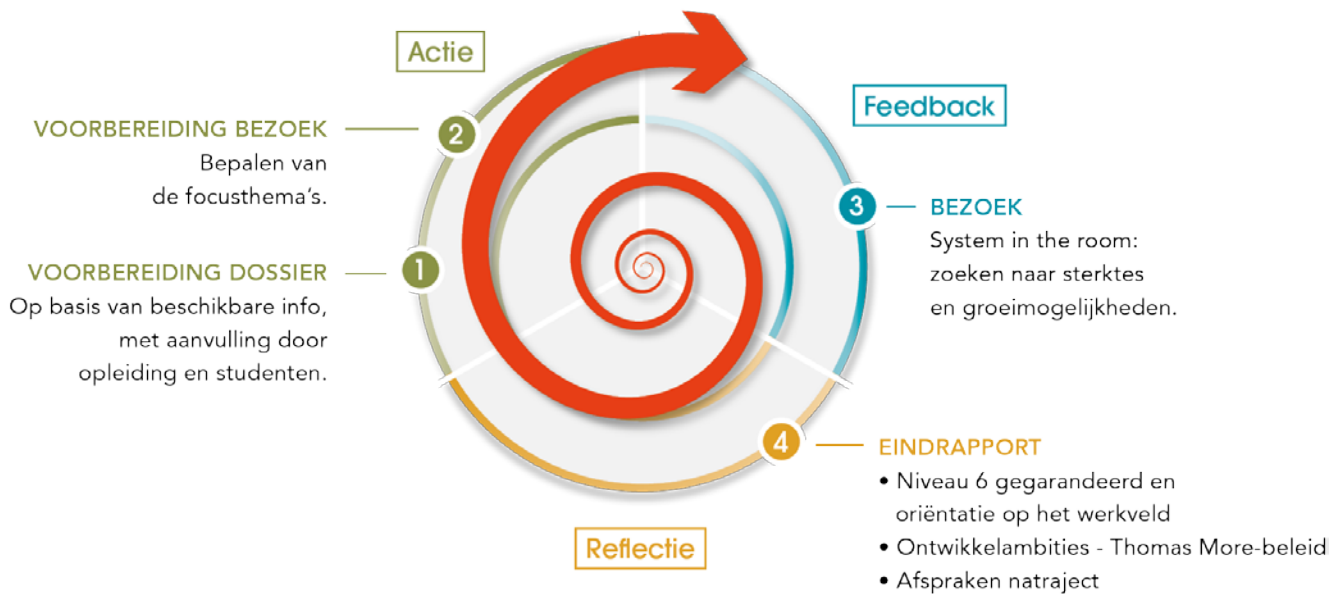 Actie
2
VOORBEREIDING BEZOEK
Bepalen van
de focusthema's.
1
VOORBEREIDING DOSSIER
Op basis van beschikbare info,
met aanvulling door
opleiding en studenten.
Feedback
3
BEZOEK
System in the room:
zoeken naar sterktes
en groeimogelijkheden.
4
EINDRAPPORT
• Niveau 6 gegarandeerd en
oriëntatie op het werkveld
• Ontwikkelambities - Thomas More-beleid
• Afspraken natraject
Reflectie